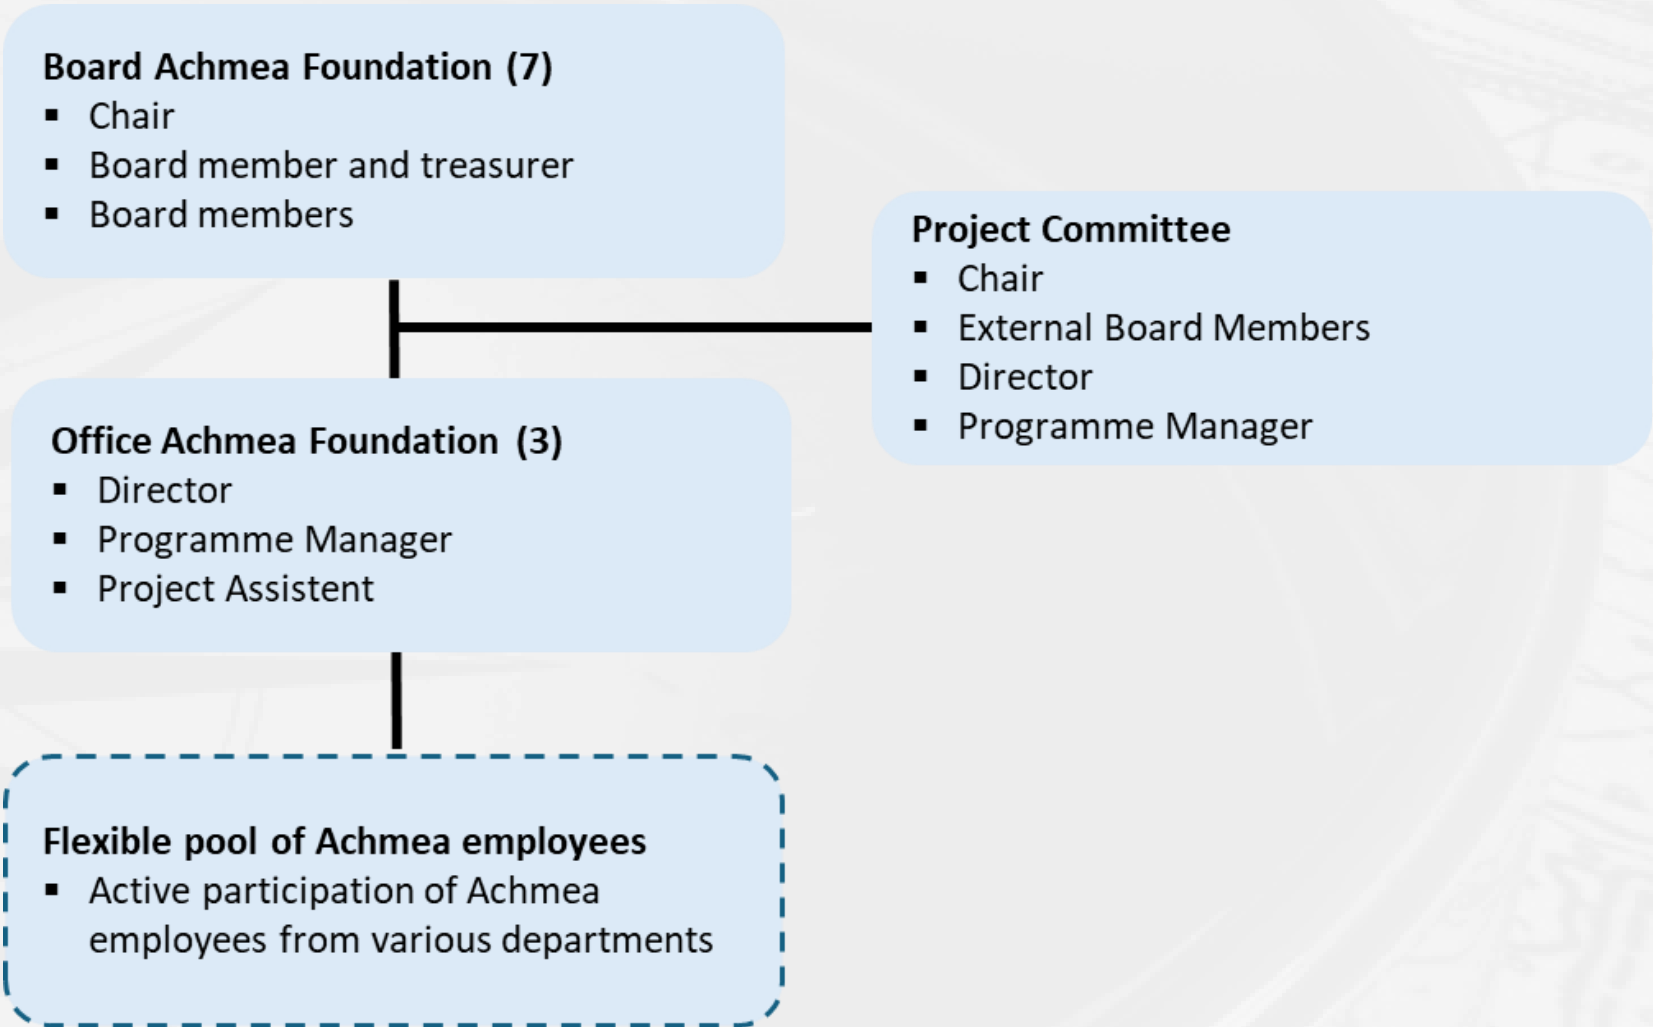 Board Achmea Foundation (7)
▪ Chair
▪ Board member and treasurer
▪ Board members
Project Committee
▪ Chair
▪ External Board Members
▪ Director
▪ Programme Manager
Office Achmea Foundation (3)
▪ Director
▪ Programme Manager
▪ Project Assistent
Flexible pool of Achmea employees
▪ Active participation of Achmea
employees from various departments